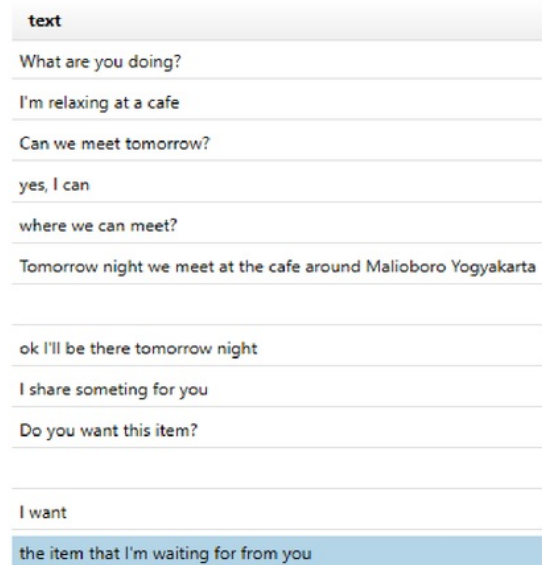 text
What are you doing?
I'm relaxing at a cafe
Can we meet tomorrow?
yes, I can
where we can meet?
Tomorrow night we meet at the cafe around Malioboro Yogyakarta
ok I'll be there tomorrow night
I share someting for you
Do you want this item?
I want
the item that I'm waiting for from you